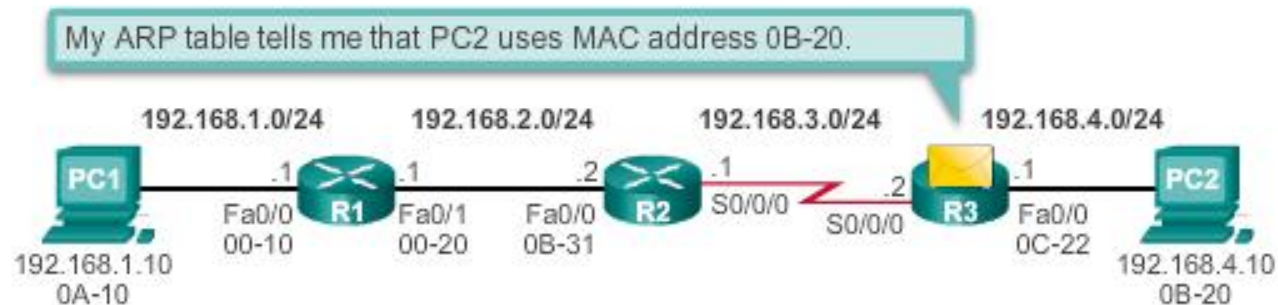 My ARP table tells me that PC2 uses MAC address 0B-20.
192.168.1.0/24 192.168.2.0/24 192.168.3.0/24 192.168.4.0/24
PC1 .1 R1 .1 .2 R2 .1 .2 R3 .1 PC2
Fa0/0 Fa0/1 Fa0/0 S0/0/0 S0/0/0 Fa0/0
00-10 00-20 0B-31 0C-22
192.168.1.10 192.168.4.10
0A-10 0B-20